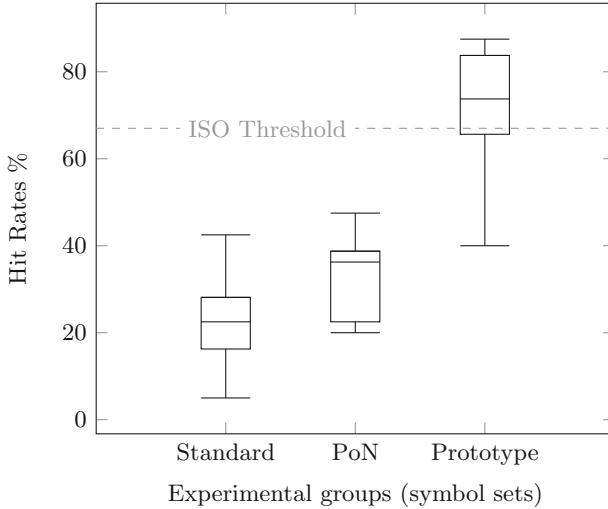 80
60
40
20
0
Hit Rates %
ISO Threshold
Standard PoN Prototype
Experimental groups (symbol sets)